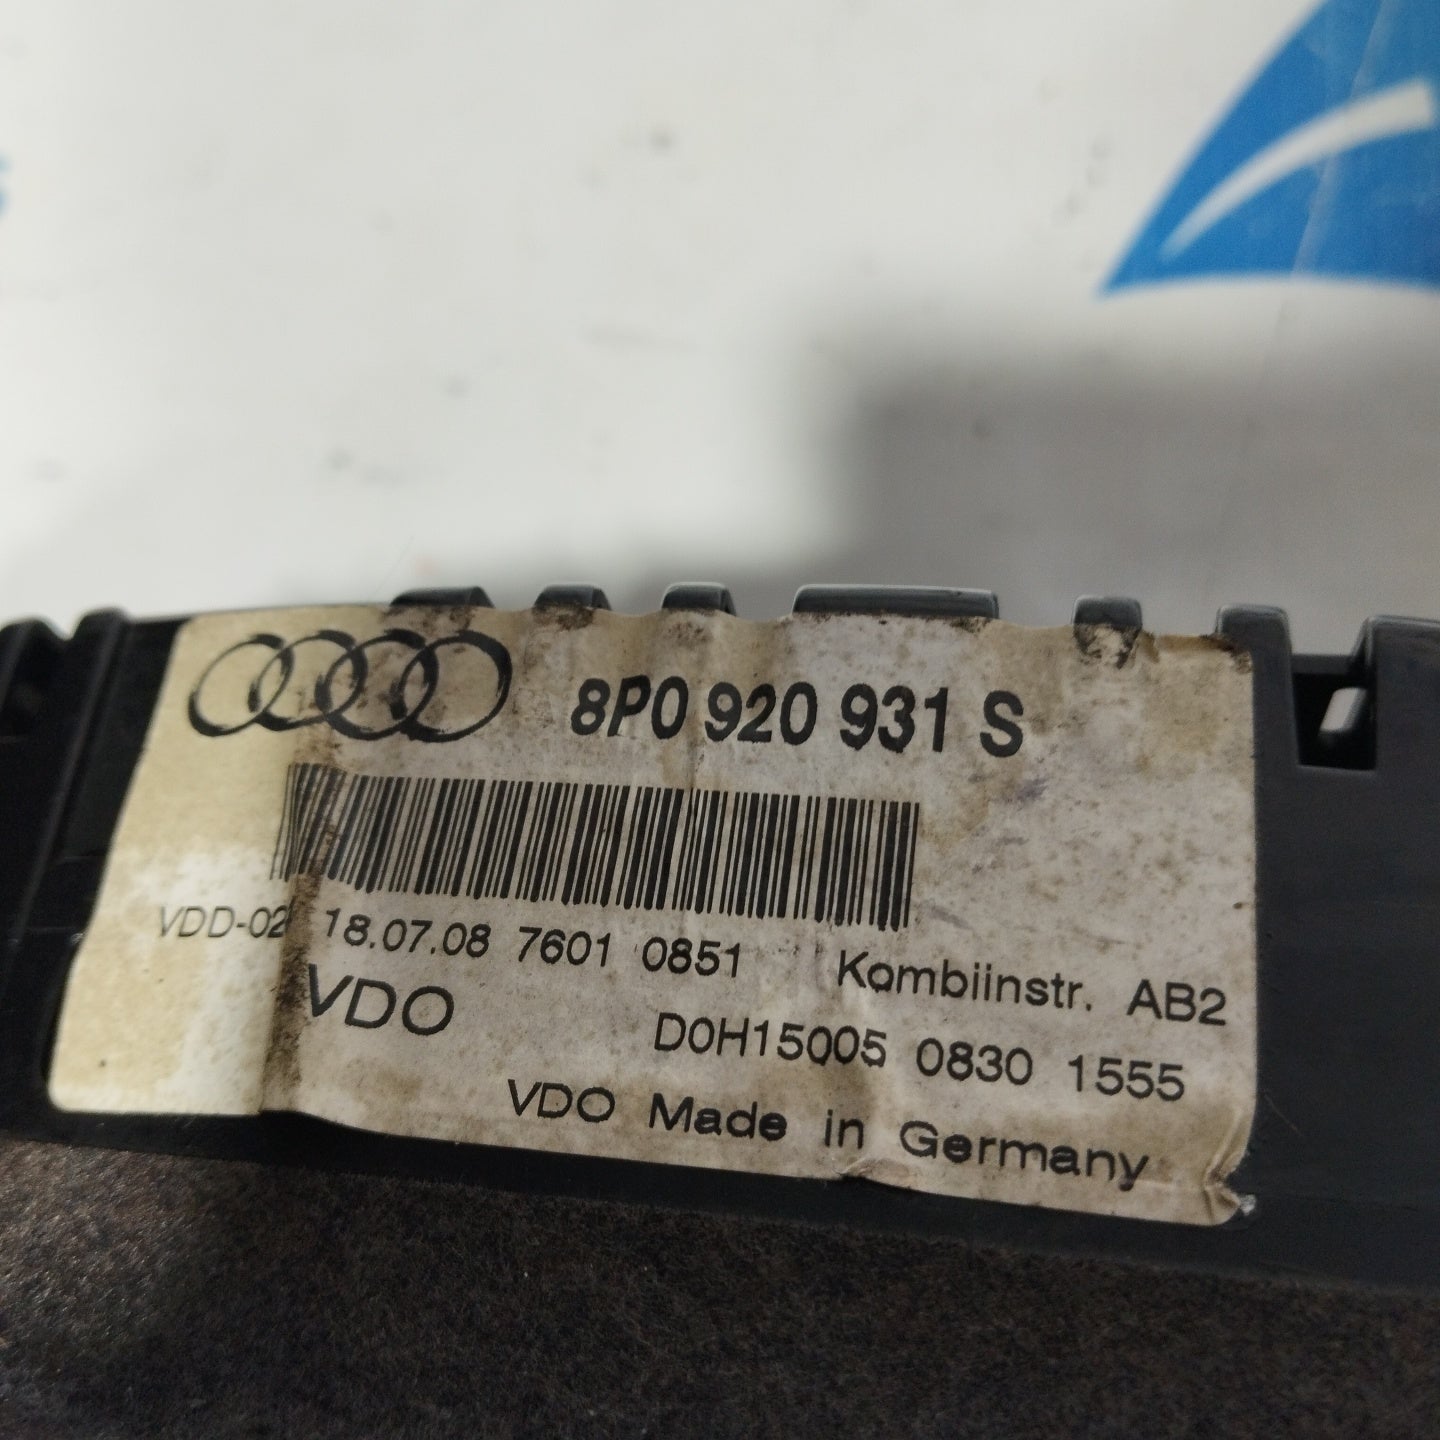 8P0 920 931 S
VDD-02 18.07.08 7601 0851 Kombiinstr. AB2
VDO D0H15005 0830 1555
VDO Made in Germany